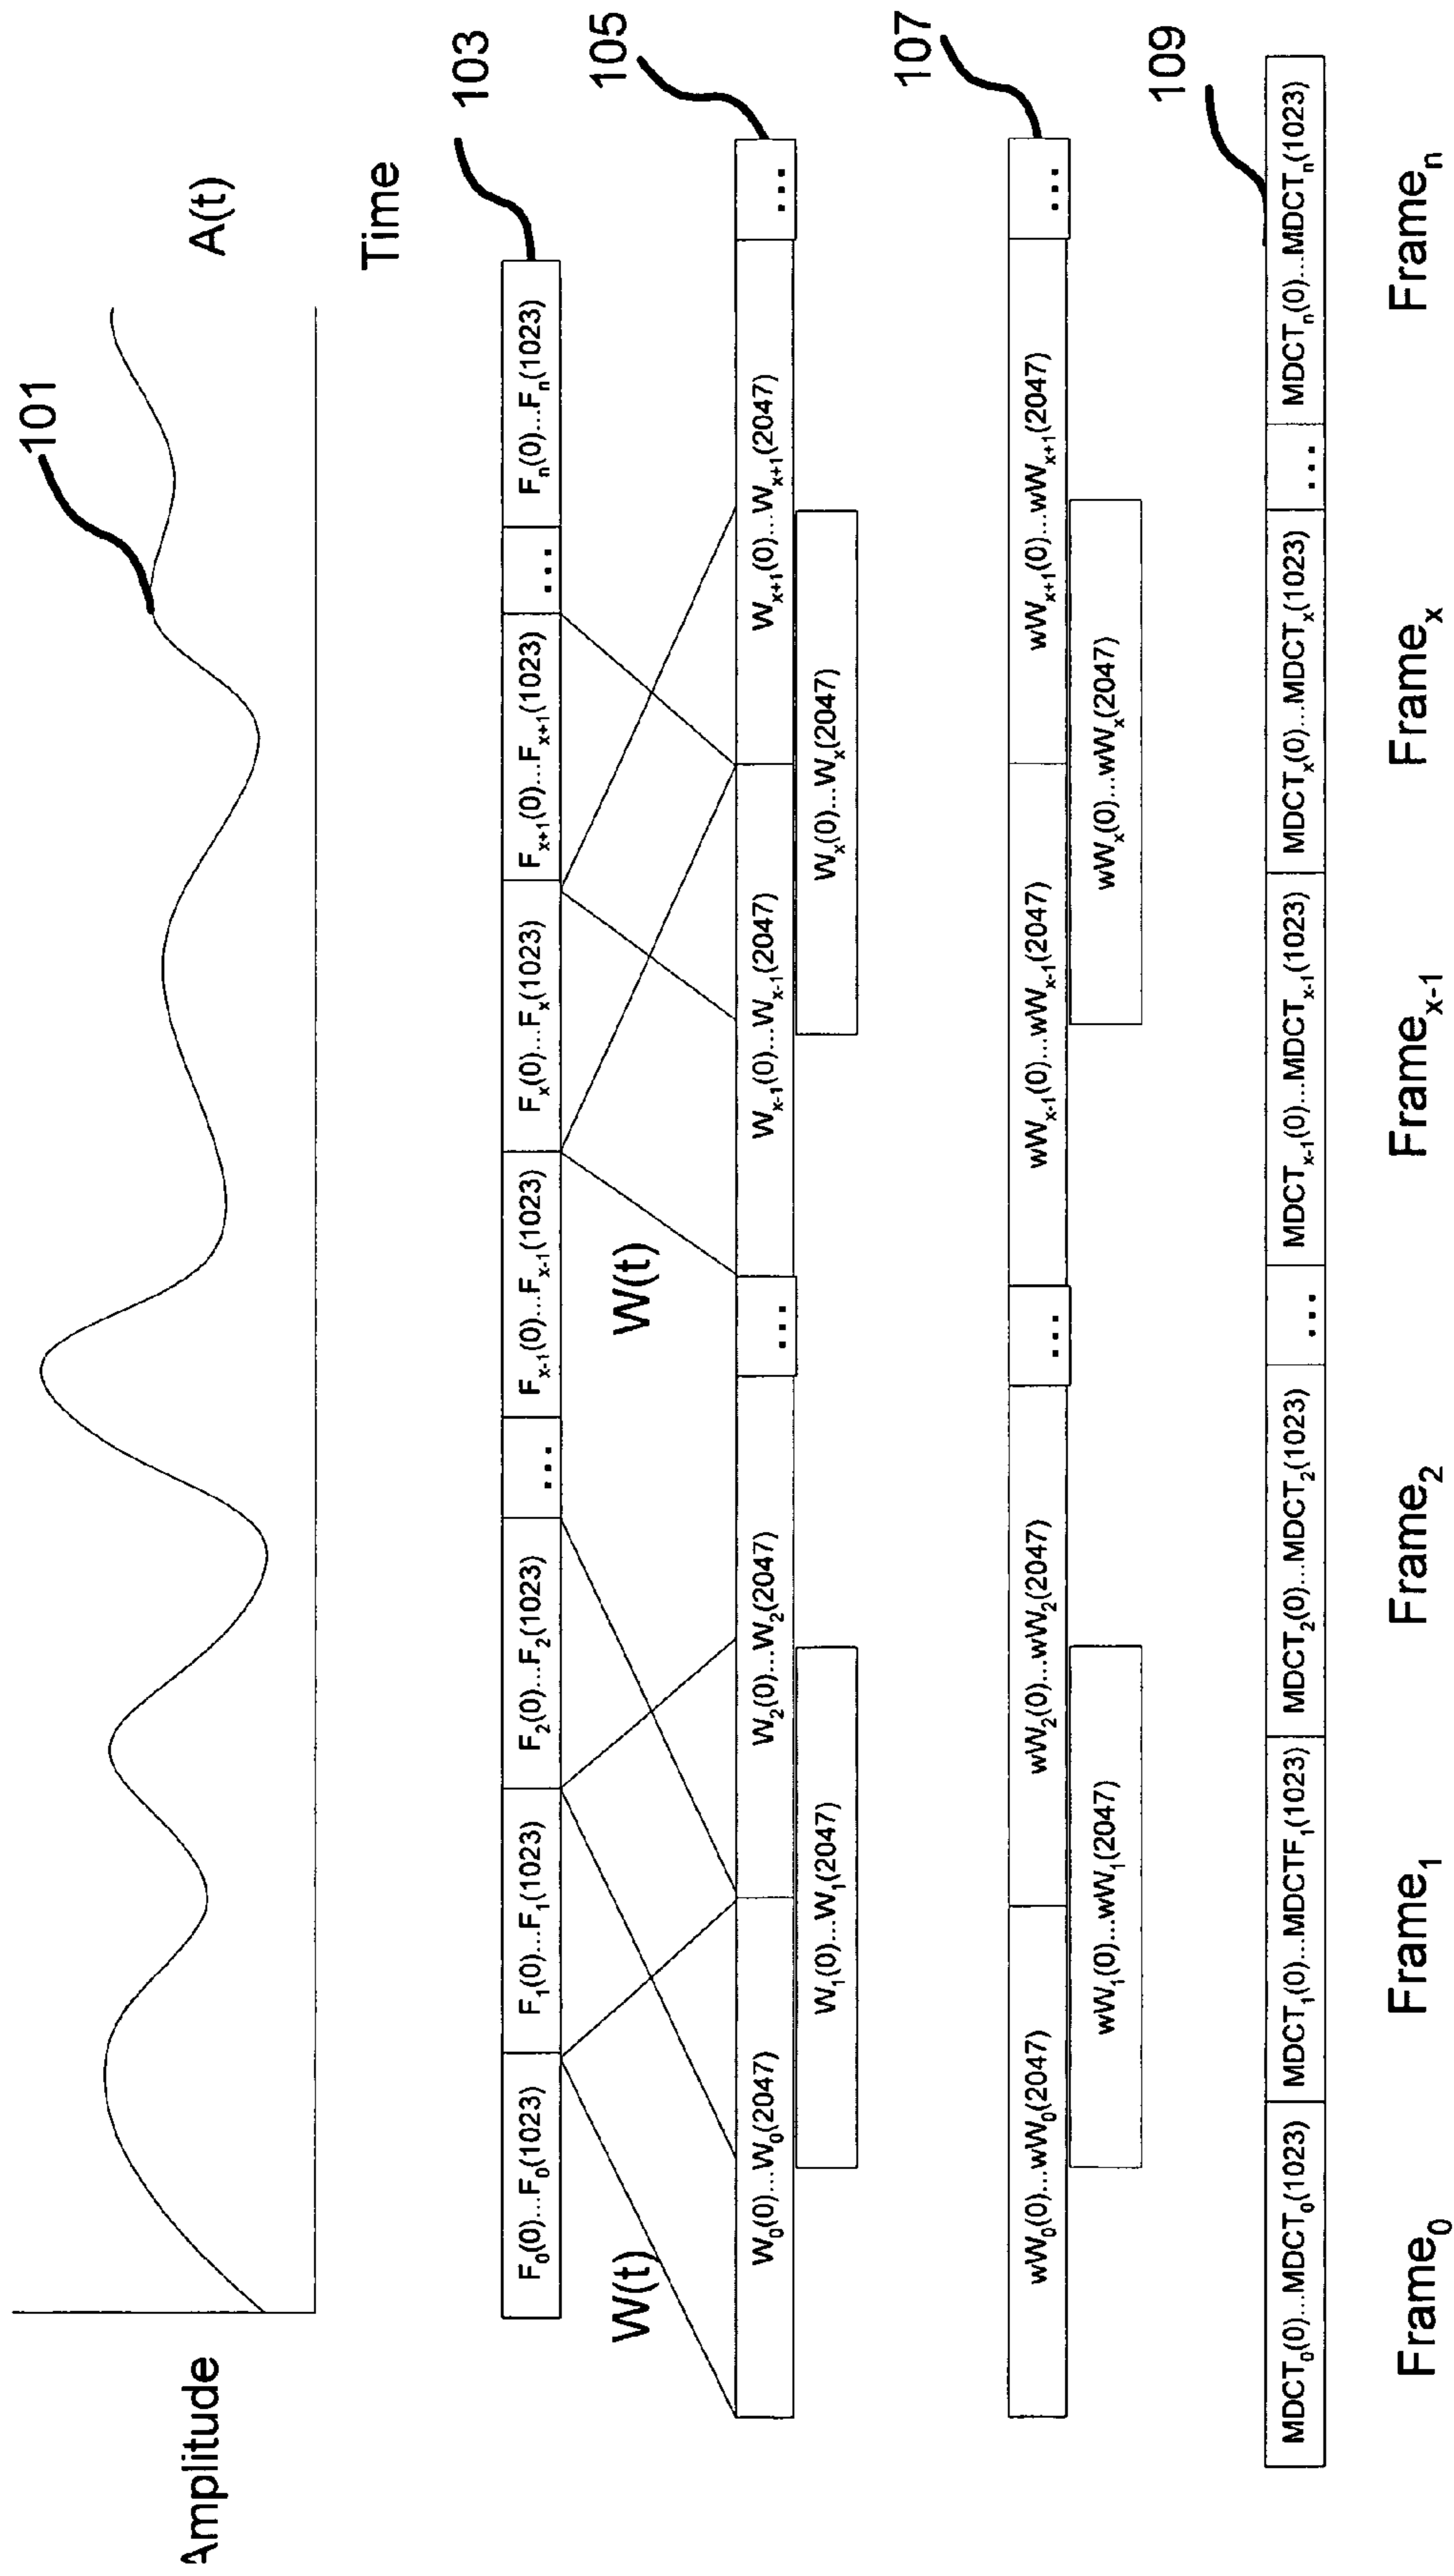 101
Amplitude
A(t)
Time
103
F₀(0)...F₀(1023) F₁(0)...F₁(1023) F₂(0)...F₂(1023) ... Fₓ₋₁(0)...Fₓ₋₁(1023) Fₓ(0)...Fₓ(1023) Fₓ₊₁(0)...Fₓ₊₁(1023) ... Fₙ(0)...Fₙ(1023)
W(t) W(t)
105
W₀(0)...W₀(2047) W₂(0)...W₂(2047) ... Wₓ₋₁(0)...Wₓ₋₁(2047) Wₓ₊₁(0)...Wₓ₊₁(2047) ...
W₁(0)...W₁(2047) Wₓ(0)...Wₓ(2047)
107
wW₀(0)...wW₀(2047) wW₂(0)...wW₂(2047) ... wWₓ₋₁(0)...wWₓ₋₁(2047) wWₓ₊₁(0)...wWₓ₊₁(2047) ...
wW₁(0)...wW₁(2047) wWₓ(0)...wWₓ(2047)
109
MDCT₀(0)...MDCT₀(1023) MDCT₁(0)...MDCTF₁(1023) MDCT₂(0)...MDCT₂(1023) ... MDCTₓ₋₁(0)...MDCTₓ₋₁(1023) MDCTₓ(0)...MDCTₓ(1023) ... MDCTₙ(0)...MDCTₙ(1023)
Frame₀ Frame₁ Frame₂ Frameₓ₋₁ Frameₓ Frameₙ